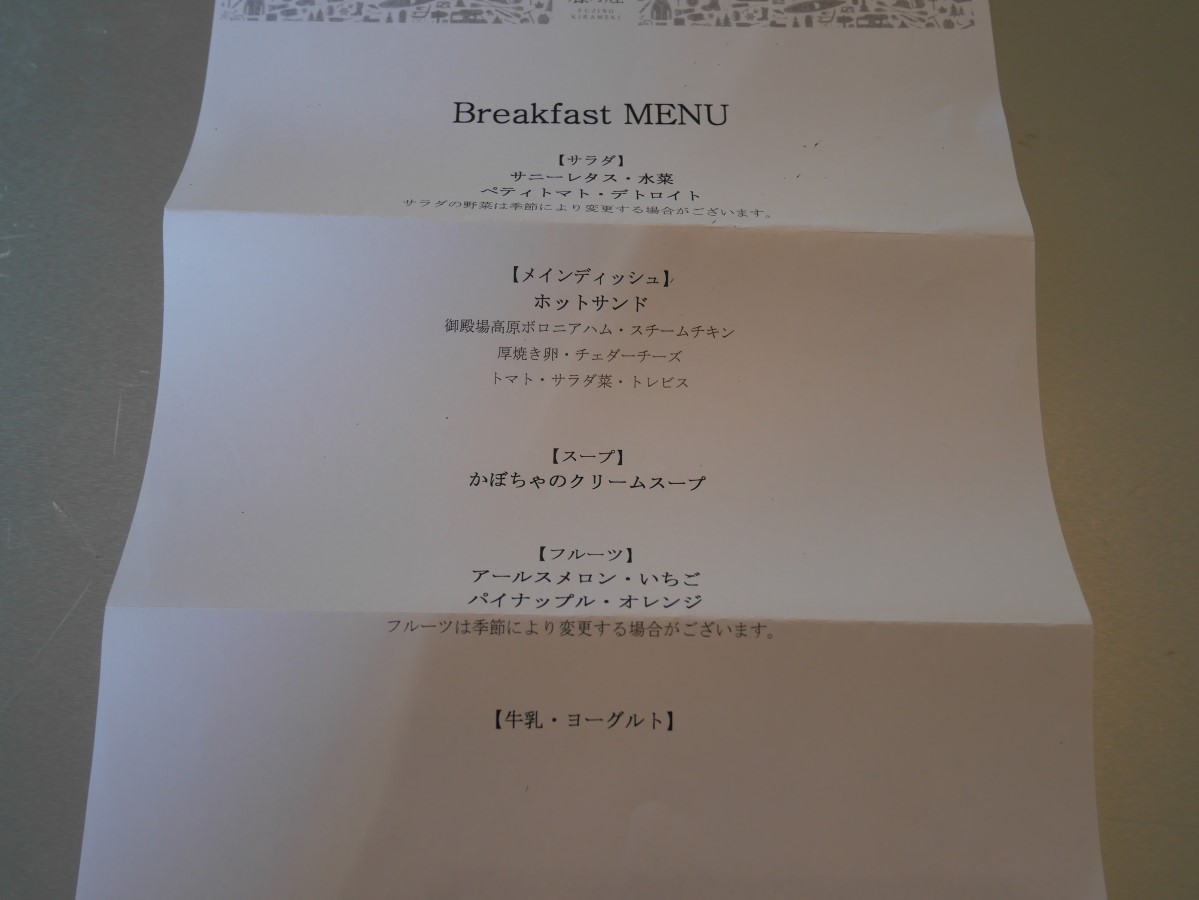 FUJINO
KIRAMEKI
Breakfast MENU
【サラダ】
サニーレタス・水菜
ペティトマト・デトロイト
サラダの野菜は季節により変更する場合がございます。
【メインディッシュ】
ホットサンド
御殿場高原ボロニアハム・スチームチキン
厚焼き卵・チェダーチーズ
トマト・サラダ菜・トレビス
【スープ】
かぼちゃのクリームスープ
【フルーツ】
アールスメロン・いちご
パイナップル・オレンジ
フルーツは季節により変更する場合がございます。
【牛乳・ヨーグルト】